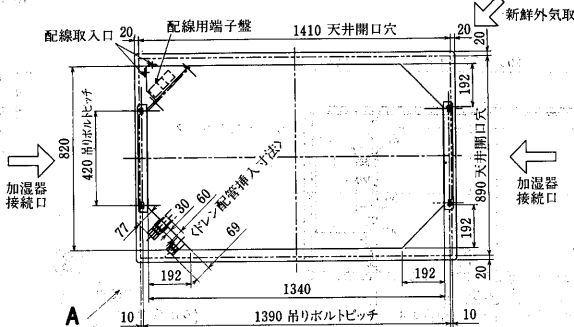 20
1410 天井開口穴
20
新鮮外気取
配線取入口
配線用端子盤
20
192
820
420 吊りボルトピッチ
890 天井開口穴
加湿器
接続口
加湿器
接続口
〈ドレン配管挿入寸法〉
60
30
77
69
192
192
192
20
1340
A
10
1390 吊りボルトピッチ
10